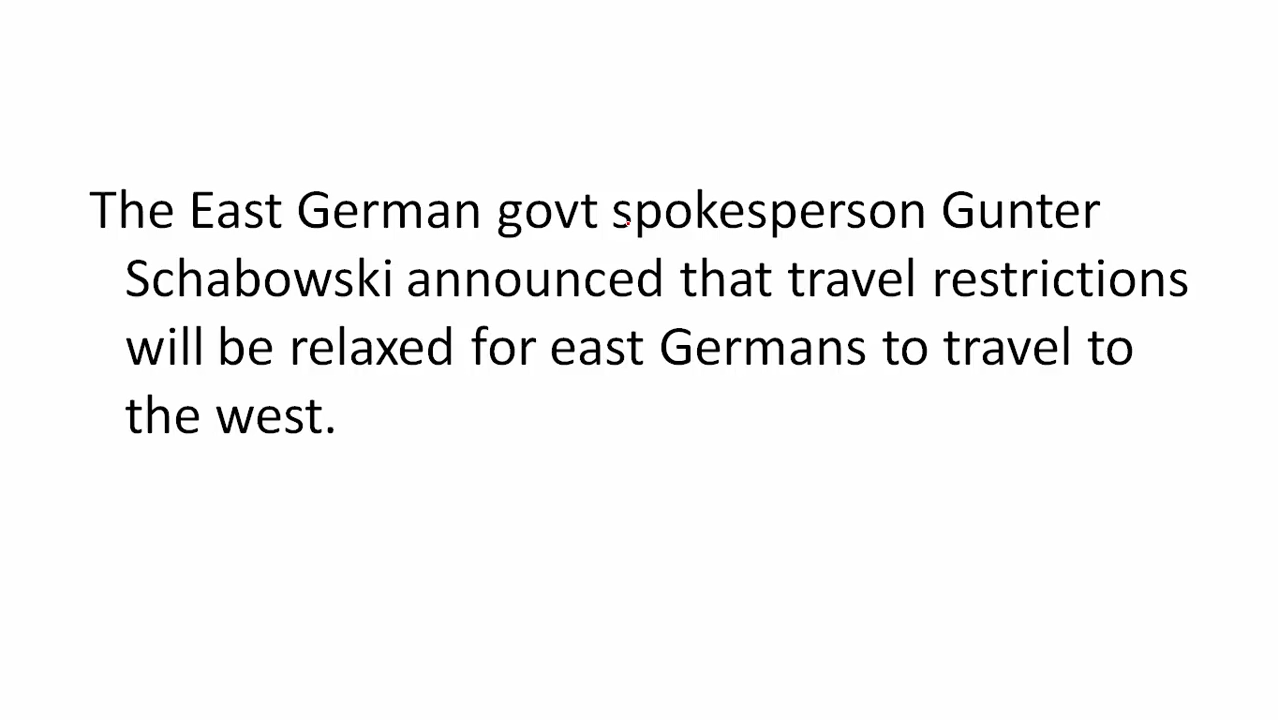 The East German govt spokesperson Gunter
Schabowski announced that travel restrictions
will be relaxed for east Germans to travel to
the west.